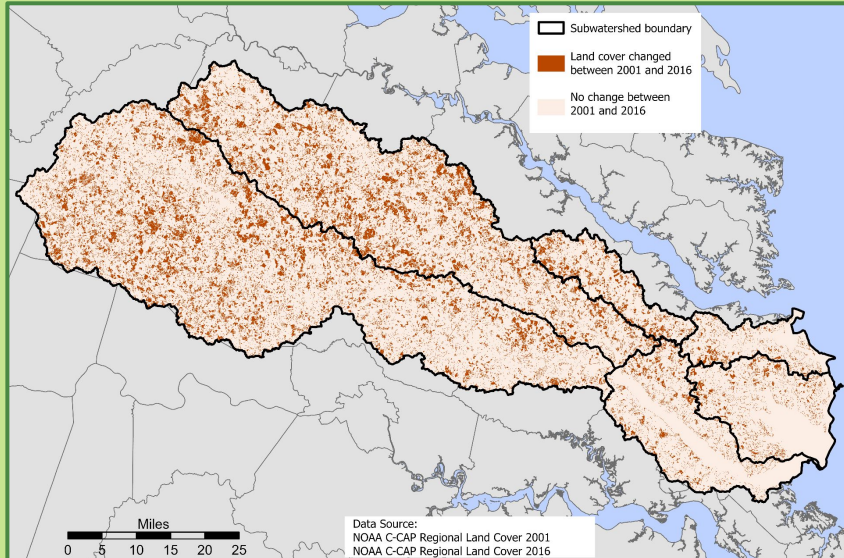 Subwatershed boundary
Land cover changed
between 2001 and 2016
No change between
2001 and 2016
Miles
0 5 10 15 20 25
Data Source:
NOAA C-CAP Regional Land Cover 2001
NOAA C-CAP Regional Land Cover 2016